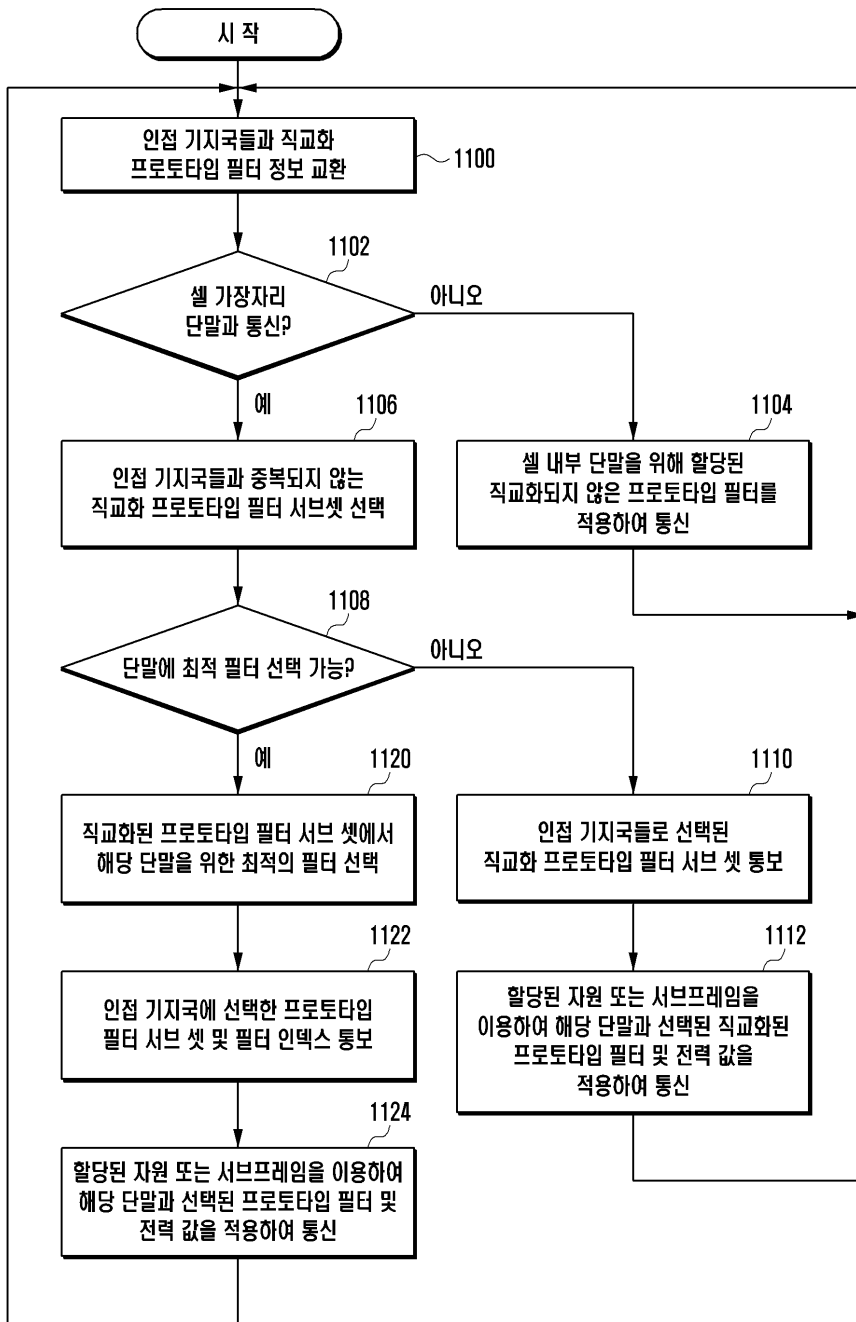 시 작
인접 기지국들과 직교화
프로토타입 필터 정보 교환
1100
1102
셀 가장자리
단말과 통신?
아니오
예
1106
인접 기지국들과 중복되지 않는
직교화 프로토타입 필터 서브셋 선택
1104
셀 내부 단말을 위해 할당된
직교화되지 않은 프로토타입 필터를
적용하여 통신
1108
단말에 최적 필터 선택 가능?
아니오
예
1120
직교화된 프로토타입 필터 서브 셋에서
해당 단말을 위한 최적의 필터 선택
1110
인접 기지국들로 선택된
직교화 프로토타입 필터 서브 셋 통보
1122
인접 기지국에 선택한 프로토타입
필터 서브 셋 및 필터 인덱스 통보
1112
할당된 자원 또는 서브프레임을
이용하여 해당 단말과 선택된 직교화된
프로토타입 필터 및 전력 값을
적용하여 통신
1124
할당된 자원 또는 서브프레임을 이용하여
해당 단말과 선택된 프로토타입 필터 및
전력 값을 적용하여 통신